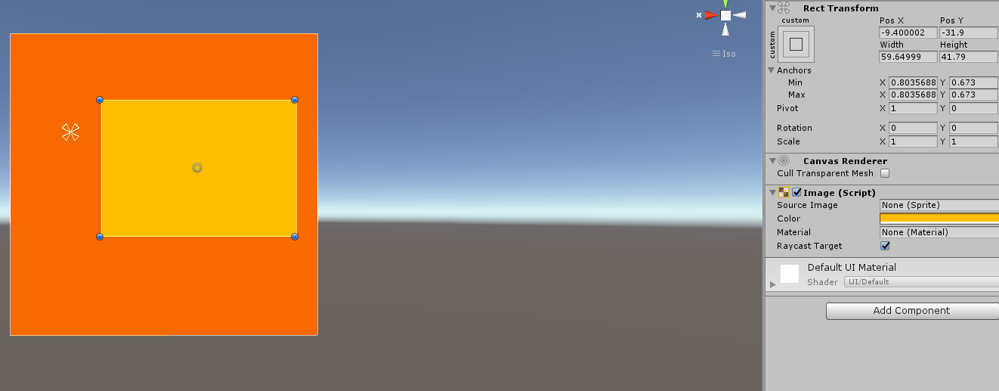 x
Iso
Rect Transform
custom
custom
Pos X Pos Y
-9.400002 -31.9
Width Height
59.64999 41.79
Anchors
Min X 0.8035688 Y 0.673
Max X 0.8035688 Y 0.673
Pivot X 1 Y 0
Rotation X 0 Y 0
Scale X 1 Y 1
Canvas Renderer
Cull Transparent Mesh
Image (Script)
Source Image None (Sprite)
Color
Material None (Material)
Raycast Target
Default UI Material
Shader UI/Default
Add Component